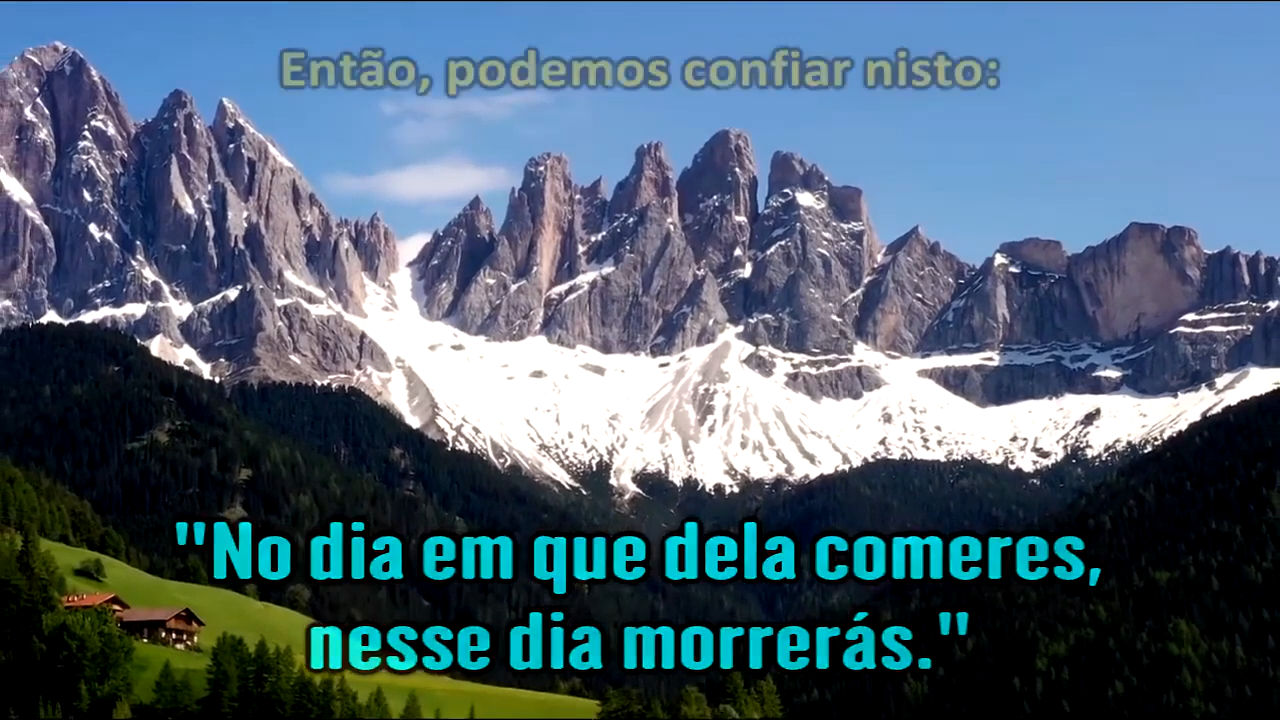 Então, podemos confiar nisto:
"No dia em que dela comeres,
nesse dia morrerás."